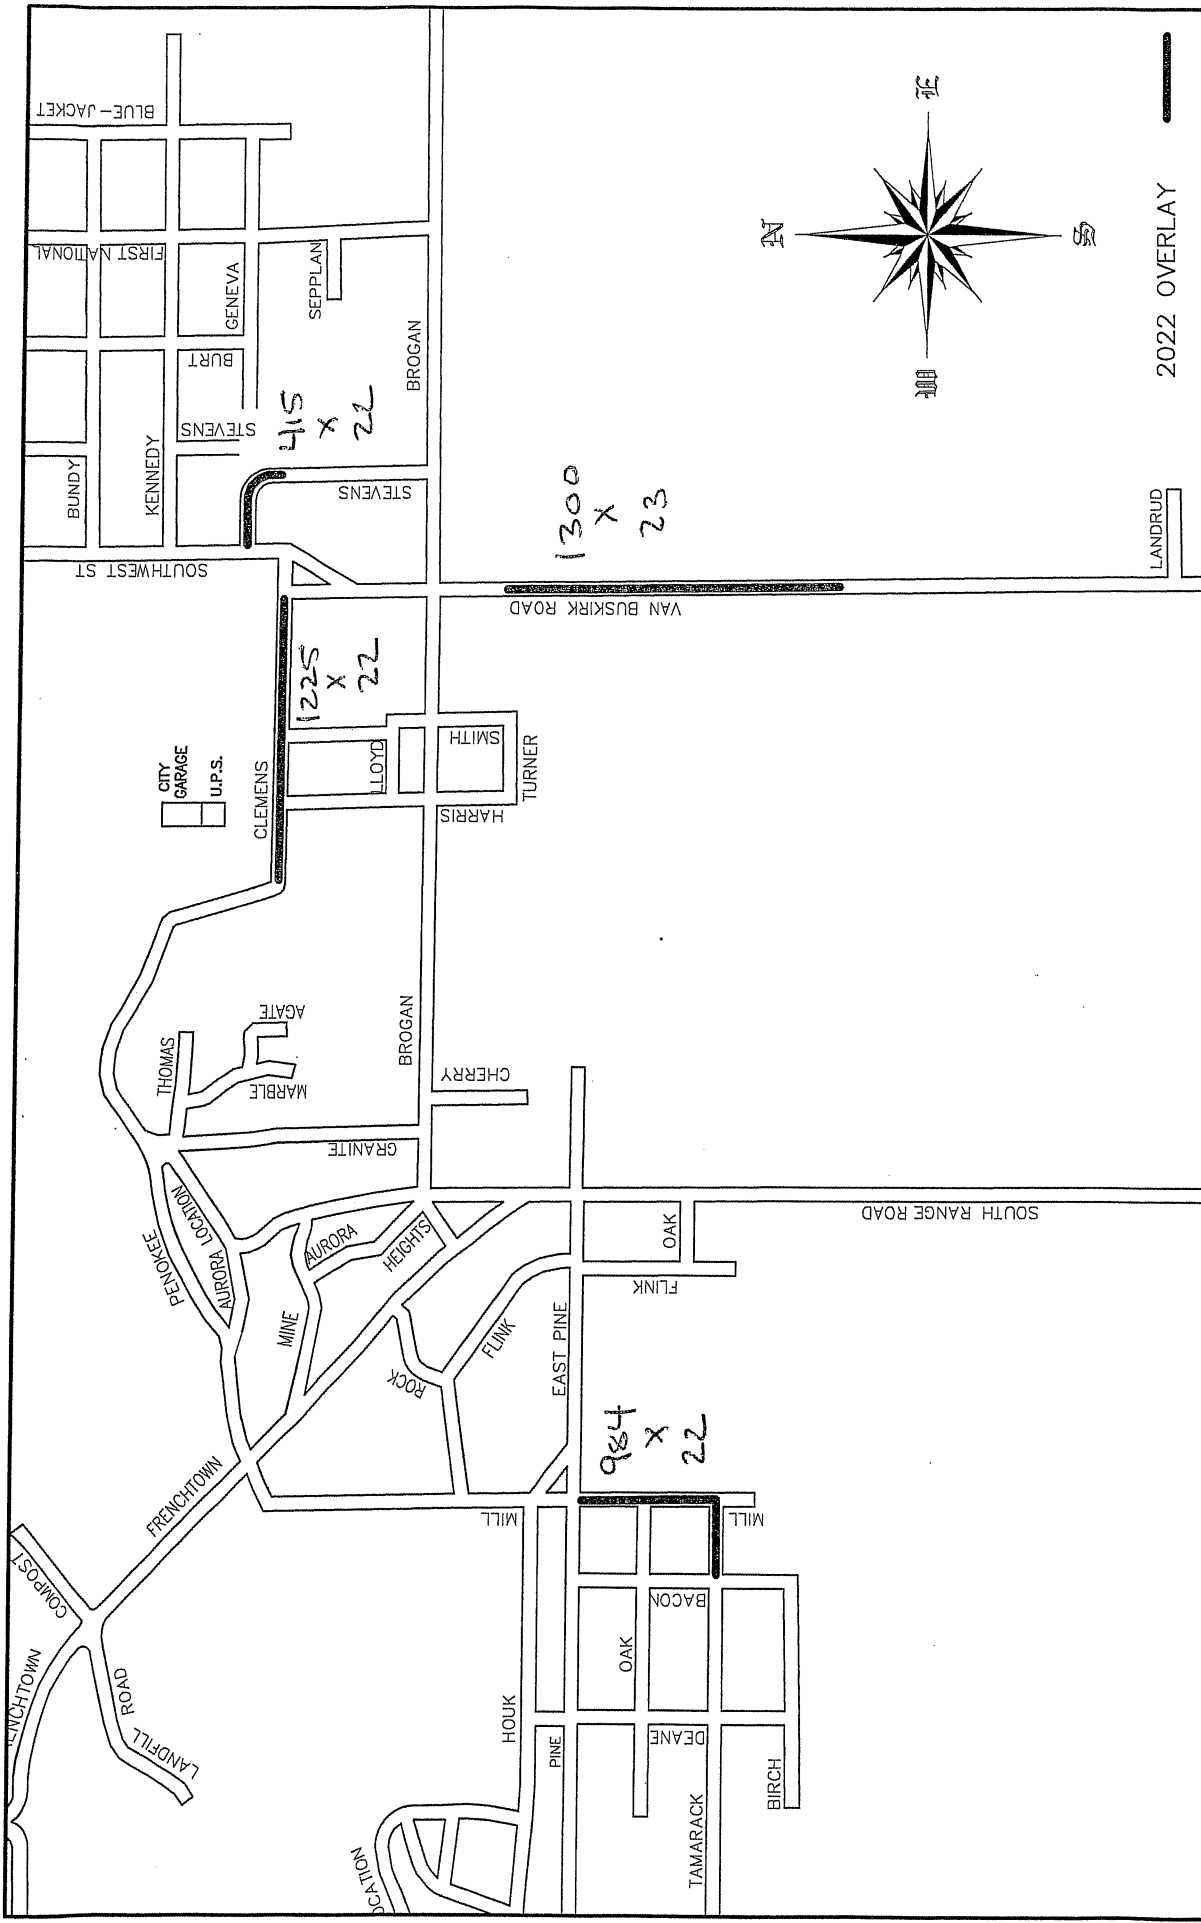 BLUE-JACKET
FIRST NATIONAL
GENEVA
SEPPLAN
BURT
BROGAN
STEVENS
415
X
22
BUNDY
KENNEDY
SOUTHWEST ST
STEVENS
1300
X
23
VAN BUSKIRK ROAD
LANDRUD
N
E
S
W
2022 OVERLAY
1225
X
22
CITY
GARAGE
U.P.S.
CLEMENS
LLOYD
SMITH
HARRIS
TURNER
AGATE
THOMAS
MARBLE
BROGAN
CHERRY
GRANITE
PENOKEE
AURORA LOCATION
AURORA
HEIGHTS
MINE
OAK
FLINK
SOUTH RANGE ROAD
FLINK
ROCK
EAST PINE
984
X
22
FRENCHTOWN
MILL
MILL
COMPOST
ENCHTOWN
LANDFILL
ROAD
BACON
OAK
HOUK
PINE
DEANE
BIRCH
TAMARACK
OCATION